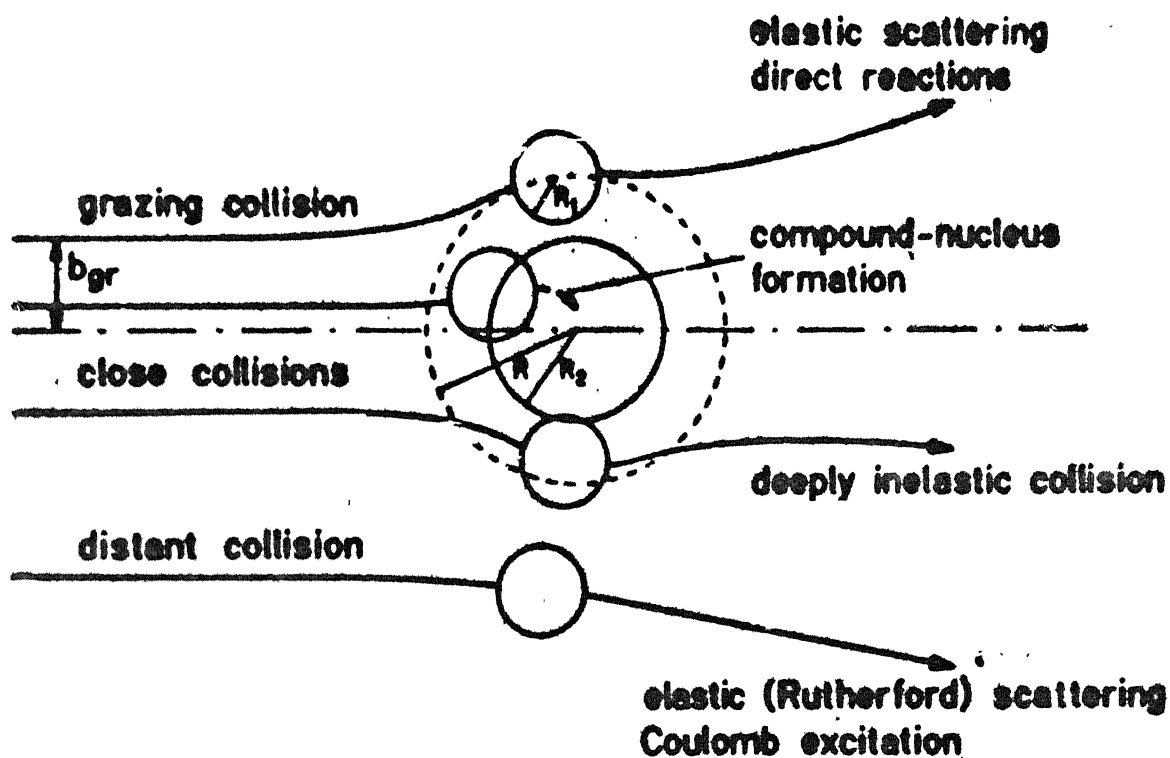 elastic scattering
direct reactions
grazing collision
R1
compound-nucleus
formation
bgr
close collisions
R
R2
deeply inelastic collision
distant collision
elastic (Rutherford) scattering
Coulomb excitation